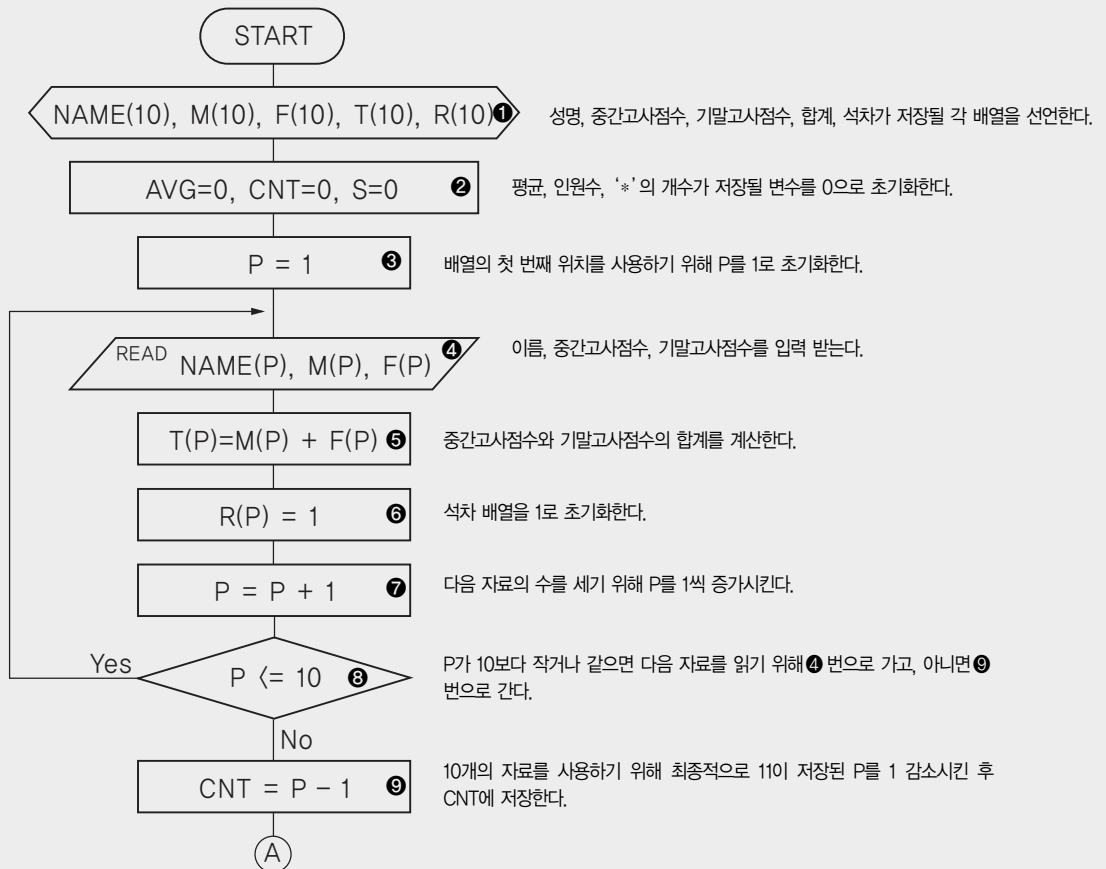 START
NAME(10), M(10), F(10), T(10), R(10)❶
성명, 중간고사점수, 기말고사점수, 합계, 석차가 저장될 각 배열을 선언한다.
AVG=0, CNT=0, S=0 ❷
평균, 인원수, ‘*’의 개수가 저장될 변수를 0으로 초기화한다.
P = 1 ❸
배열의 첫 번째 위치를 사용하기 위해 P를 1로 초기화한다.
READ NAME(P), M(P), F(P) ❹
이름, 중간고사점수, 기말고사점수를 입력 받는다.
T(P)=M(P) + F(P) ❺
중간고사점수와 기말고사점수의 합계를 계산한다.
R(P) = 1 ❻
석차 배열을 1로 초기화한다.
P = P + 1 ❼
다음 자료의 수를 세기 위해 P를 1씩 증가시킨다.
Yes
P <= 10 ❽
P가 10보다 작거나 같으면 다음 자료를 읽기 위해 ❹ 번으로 가고, 아니면 ❾
번으로 간다.
No
CNT = P - 1 ❾
10개의 자료를 사용하기 위해 최종적으로 11이 저장된 P를 1 감소시킨 후
CNT에 저장한다.
A